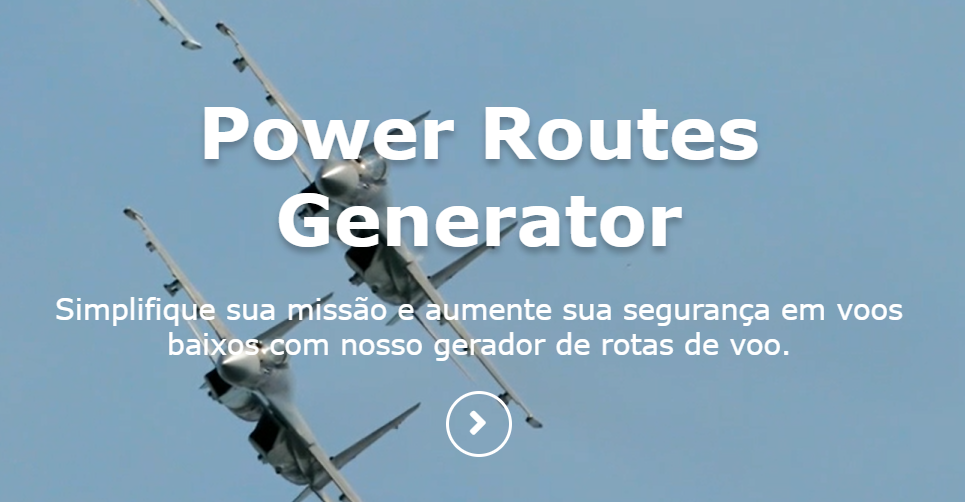 Power Routes
Generator
Simplifique sua missão e aumente sua segurança em voos
baixos com nosso gerador de rotas de voo.